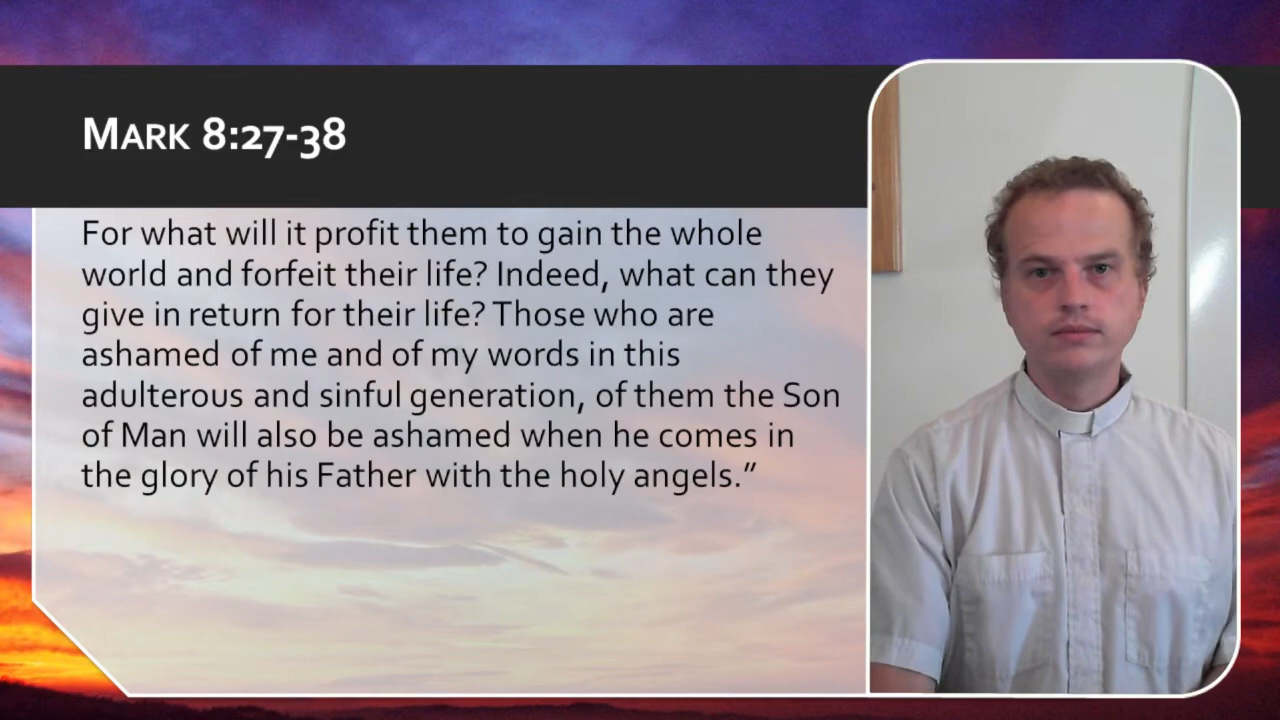 MARK 8:27-38
For what will it profit them to gain the whole
world and forfeit their life? Indeed, what can they
give in return for their life? Those who are
ashamed of me and of my words in this
adulterous and sinful generation, of them the Son
of Man will also be ashamed when he comes in
the glory of his Father with the holy angels.”